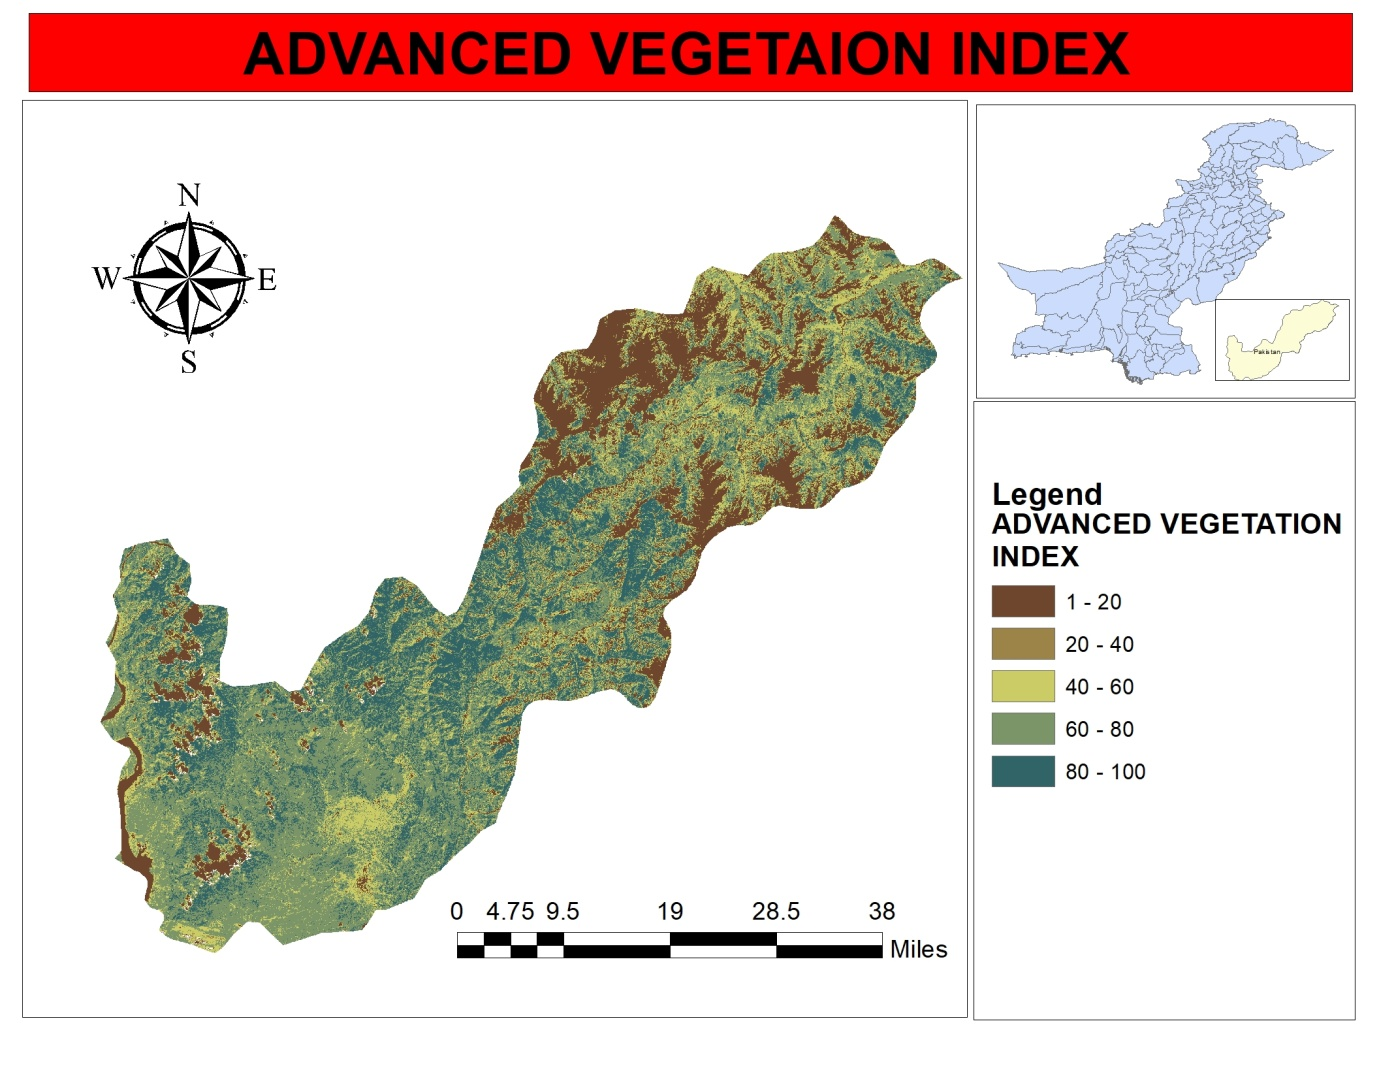 ADVANCED VEGETAION INDEX
N
W
E
S
Pakistan
Legend
ADVANCED VEGETATION
INDEX
1 - 20
20 - 40
40 - 60
60 - 80
80 - 100
0 4.75 9.5 19 28.5 38
Miles